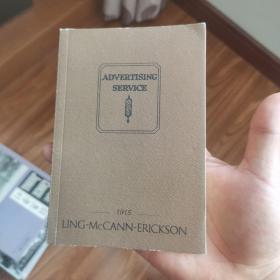 ADVERTISING
SERVICE
1915
LING-McCANN-ERICKSON